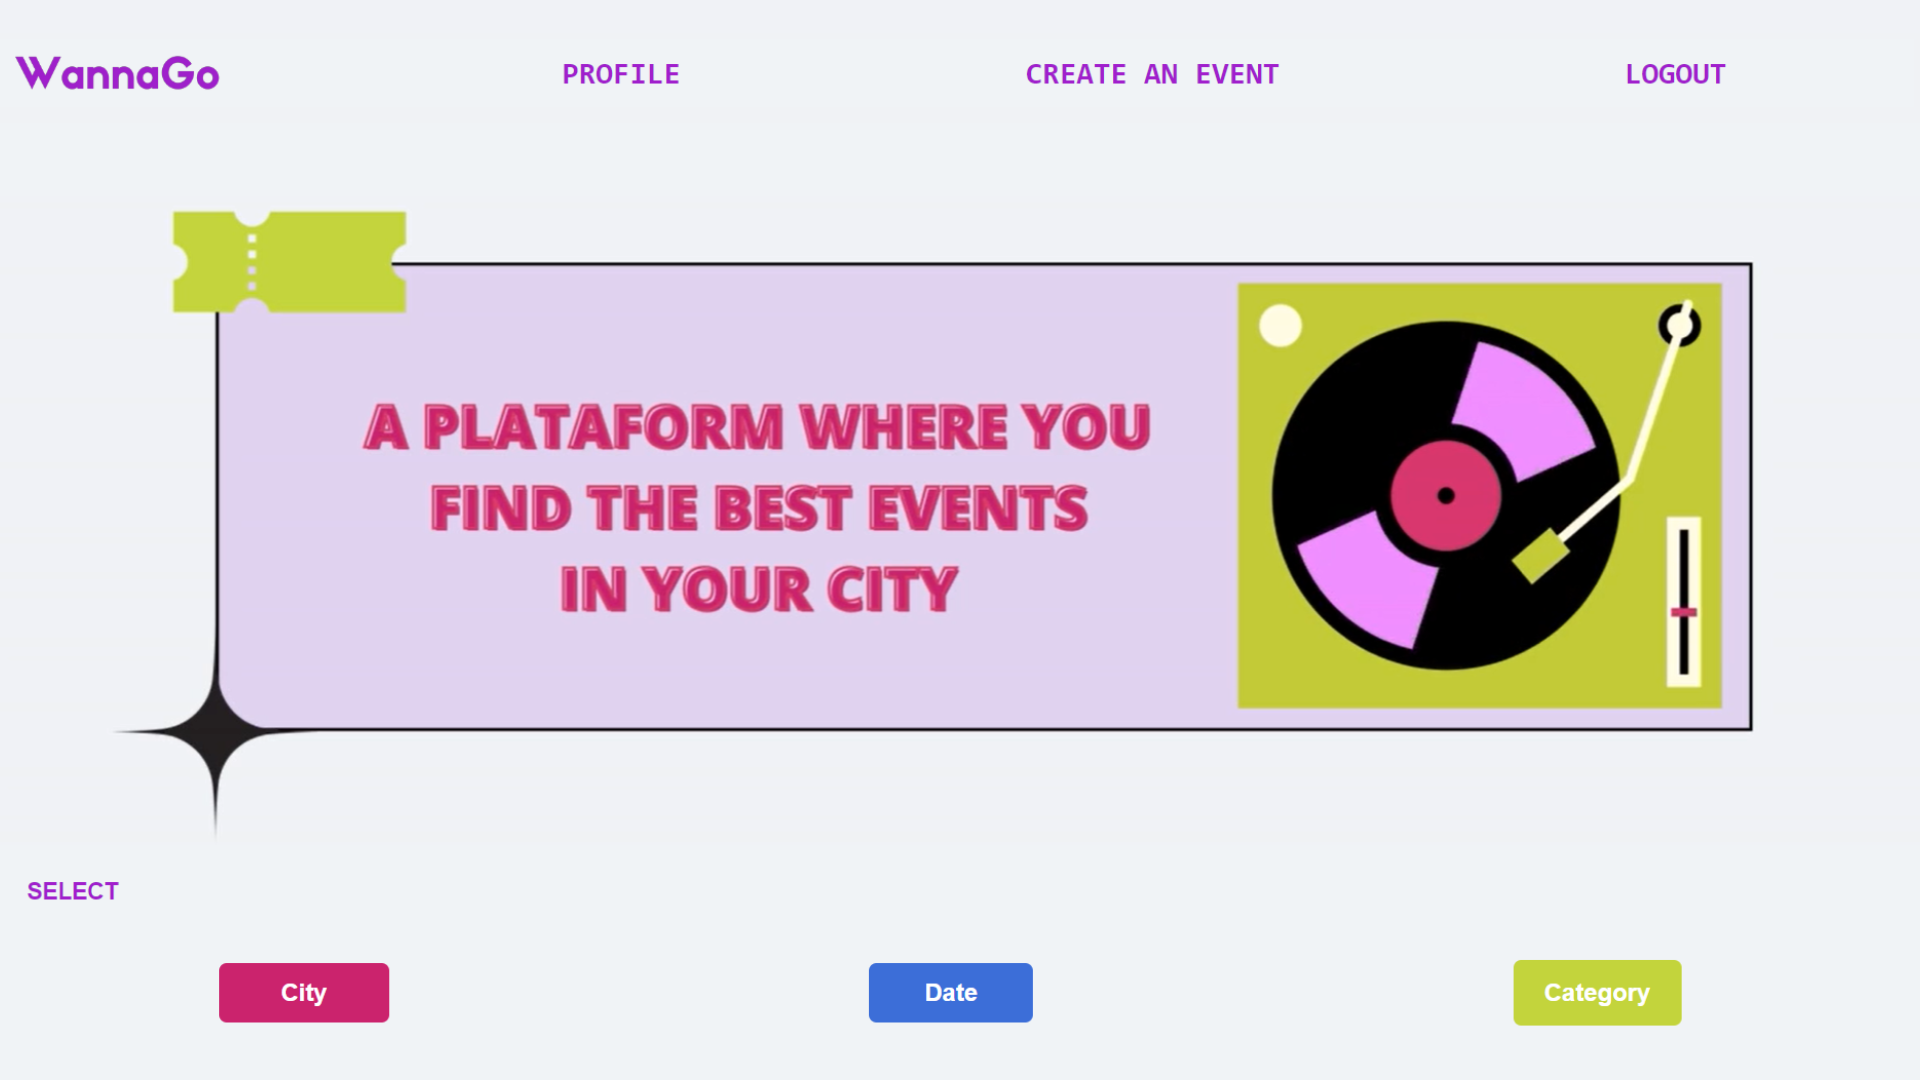 WannaGo
PROFILE
CREATE AN EVENT
LOGOUT
A PLATAFORM WHERE YOU
FIND THE BEST EVENTS
IN YOUR CITY
SELECT
City
Date
Category